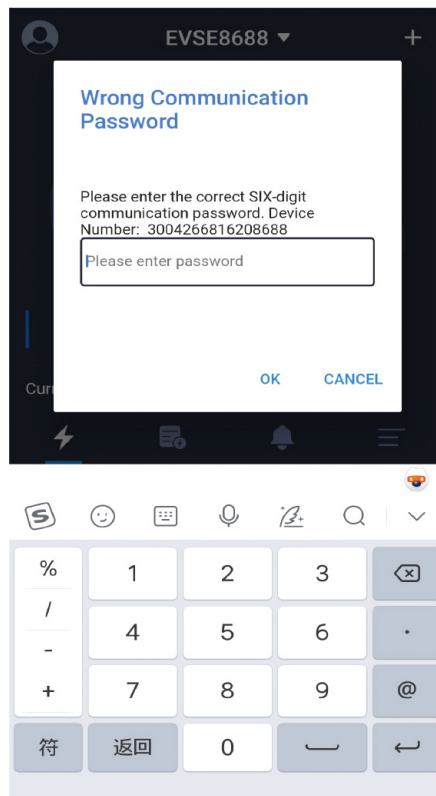 EVSE8688
+
Wrong Communication
Password
Please enter the correct SIX-digit
communication password. Device
Number: 3004266816208688
Please enter password
OK CANCEL
Curr
S
% 1 2 3
/
4 5 6 .
-
+ 7 8 9 @
符 返回 0